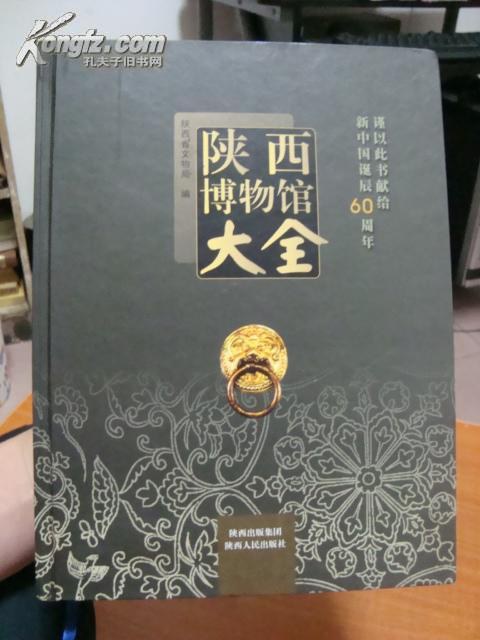 Kongfz.com
孔夫子旧书网
谨以此书献给
新中国诞辰60周年
陕西省文物局 编
陕西
博物馆
大全
陕西出版集团
陕西人民出版社